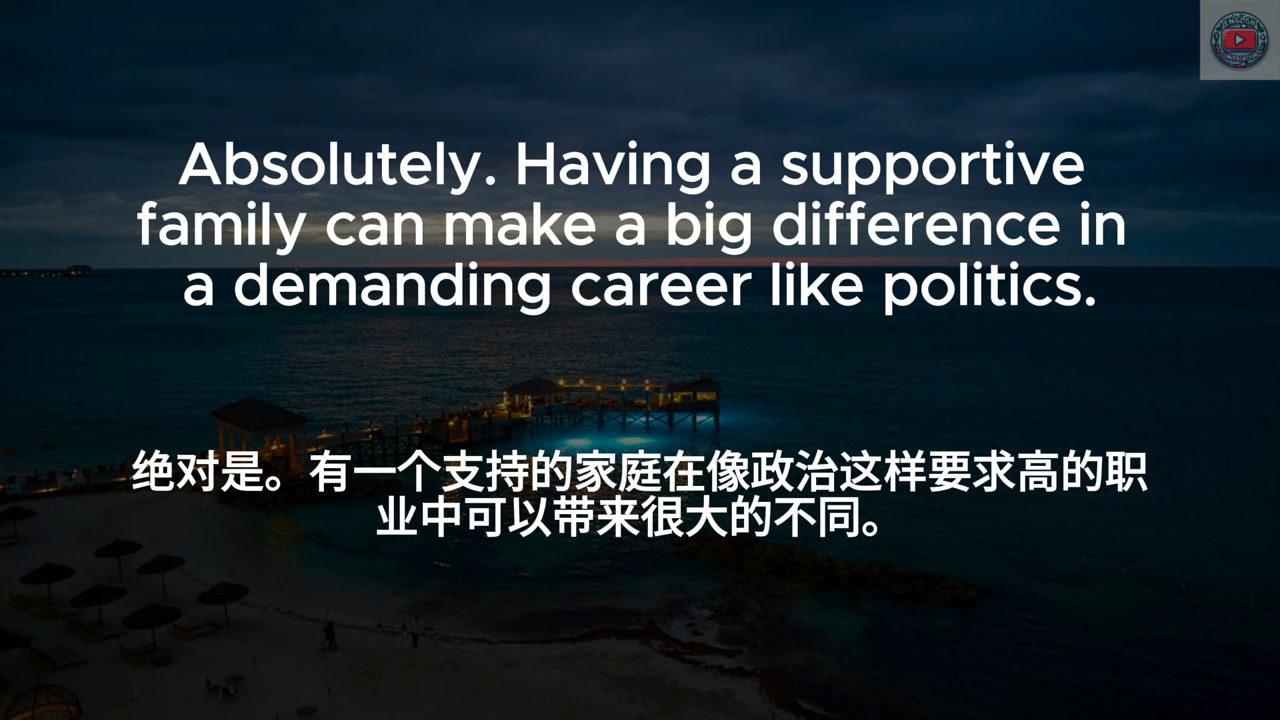 ENGLISH
Absolutely. Having a supportive
family can make a big difference in
a demanding career like politics.
绝对是。有一个支持的家庭在像政治这样要求高的职
业中可以带来很大的不同。